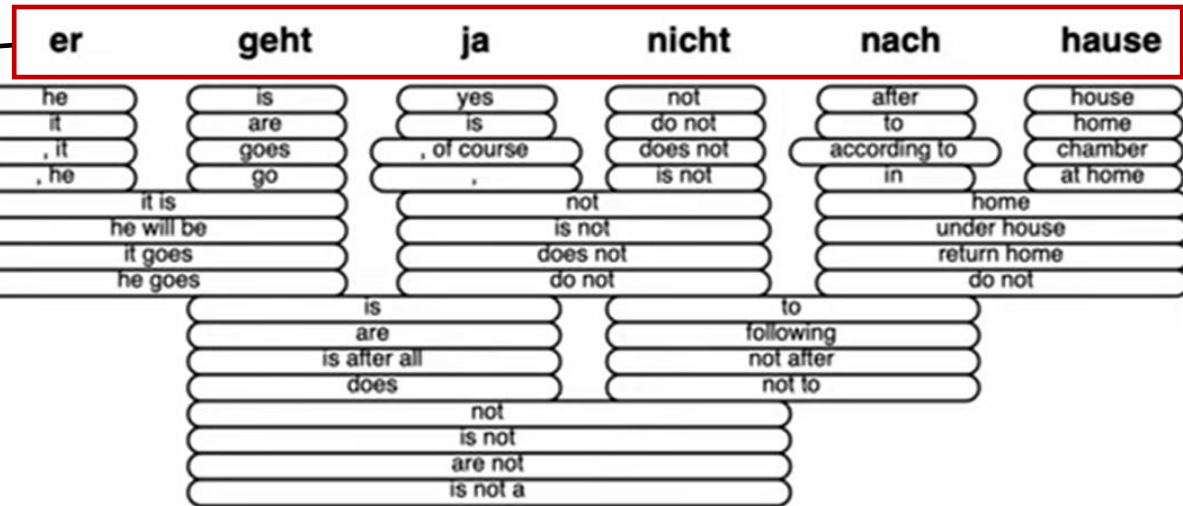 er geht ja nicht nach hause
he is yes not after house
it are is do not to home
, it goes , of course does not according to chamber
, he go , is not in at home
it is not home
he will be is not under house
it goes does not return home
he goes do not do not
is to
are following
is after all not after
does not to
not
is not
are not
is not a